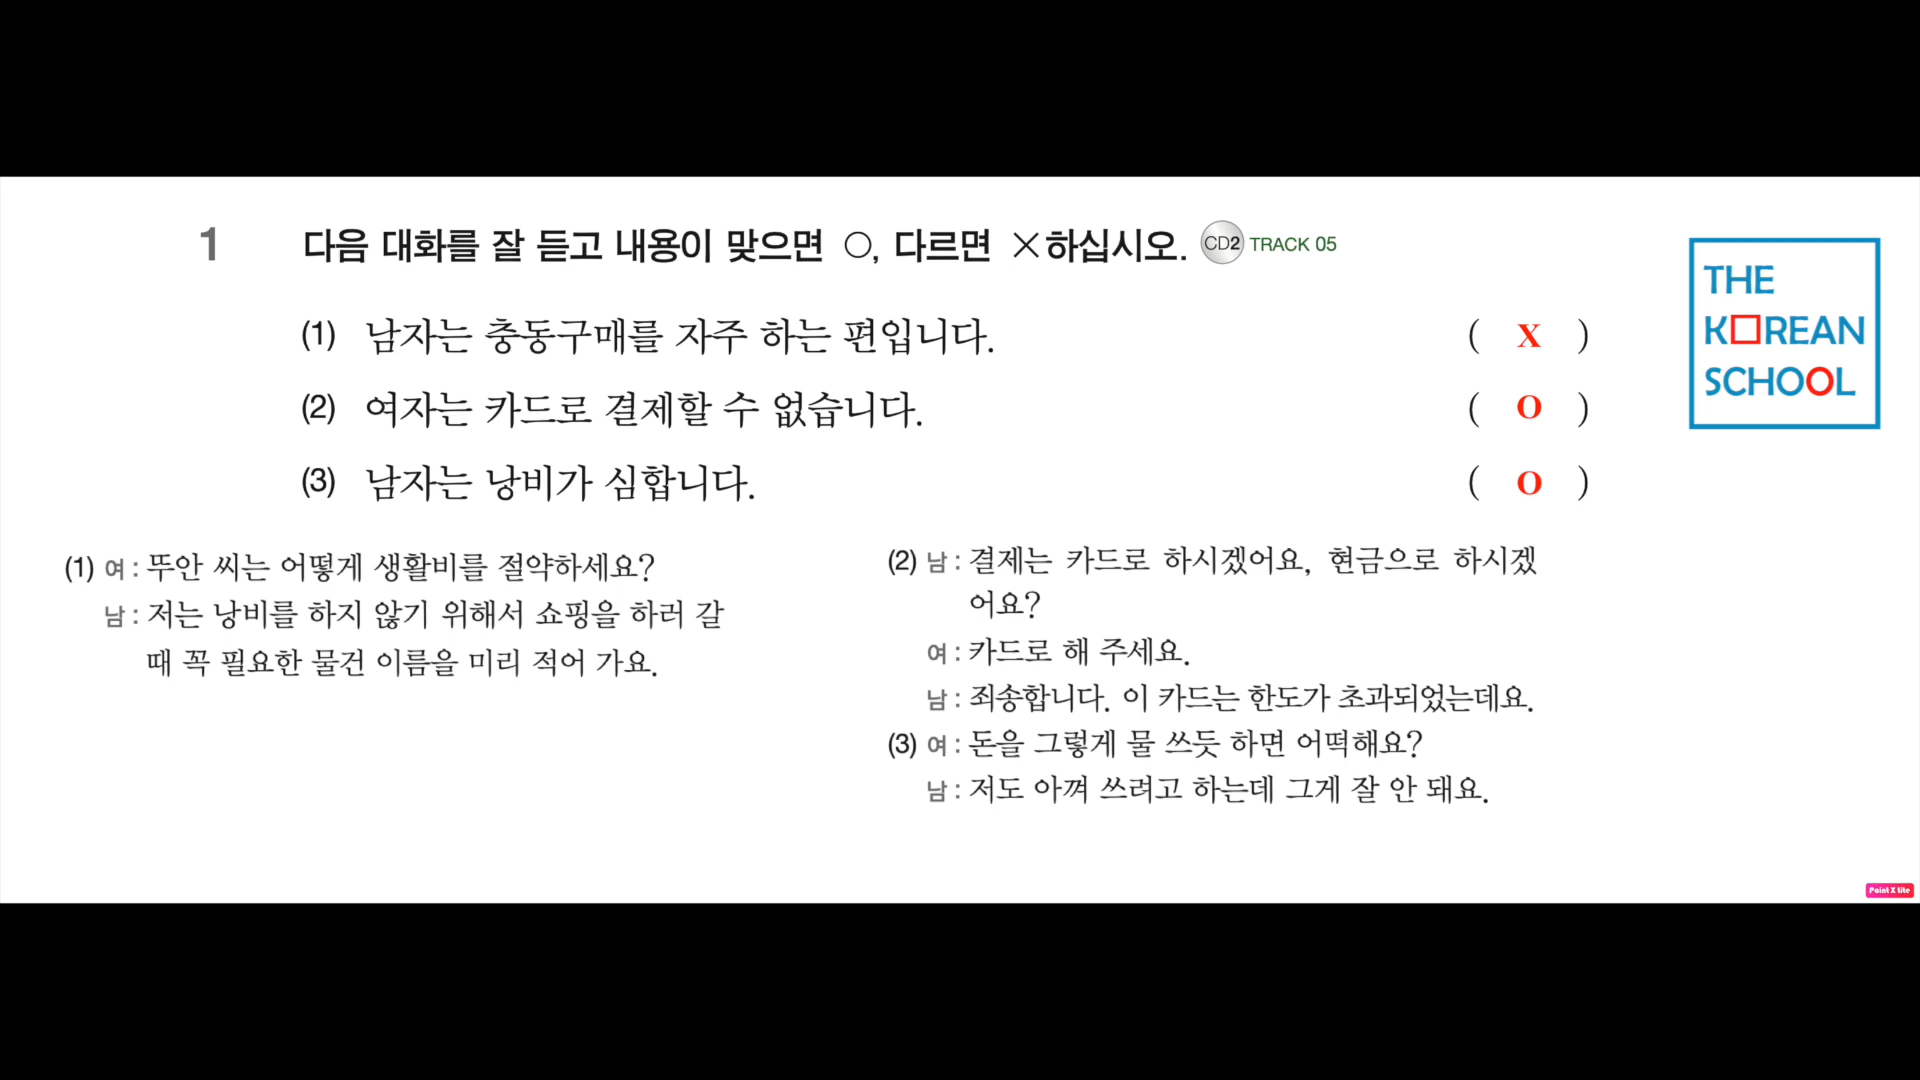 1 다음 대화를 잘 듣고 내용이 맞으면 ○, 다르면 ×하십시오. CD2 TRACK 05
(1) 남자는 충동구매를 자주 하는 편입니다. ( X )
(2) 여자는 카드로 결제할 수 없습니다. ( O )
(3) 남자는 낭비가 심합니다. ( O )
THE
KOREAN
SCHOOL
(1) 여 : 뚜안 씨는 어떻게 생활비를 절약하세요?
남 : 저는 낭비를 하지 않기 위해서 쇼핑을 하러 갈
때 꼭 필요한 물건 이름을 미리 적어 가요.
(2) 남 : 결제는 카드로 하시겠어요, 현금으로 하시겠
어요?
여 : 카드로 해 주세요.
남 : 죄송합니다. 이 카드는 한도가 초과되었는데요.
(3) 여 : 돈을 그렇게 물 쓰듯 하면 어떡해요?
남 : 저도 아껴 쓰려고 하는데 그게 잘 안 돼요.
Paint X lite